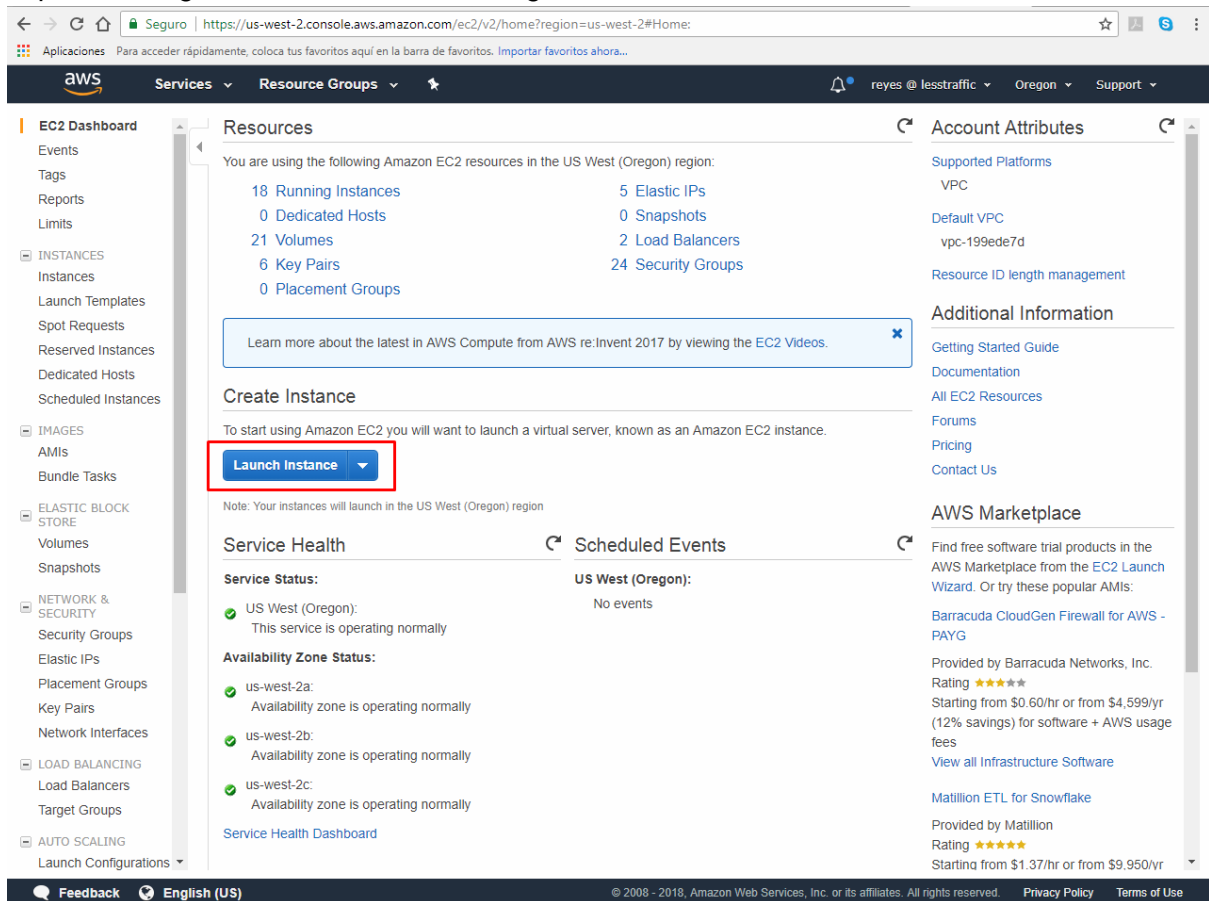 Seguro | https://us-west-2.console.aws.amazon.com/ec2/v2/home?region=us-west-2#Home:
Aplicaciones Para acceder rápidamente, coloca tus favoritos aquí en la barra de favoritos. Importar favoritos ahora...
aws Services Resource Groups reyes @ lesstraffic Oregon Support
EC2 Dashboard
Events
Tags
Reports
Limits
INSTANCES
Instances
Launch Templates
Spot Requests
Reserved Instances
Dedicated Hosts
Scheduled Instances
IMAGES
AMIs
Bundle Tasks
ELASTIC BLOCK
STORE
Volumes
Snapshots
NETWORK &
SECURITY
Security Groups
Elastic IPs
Placement Groups
Key Pairs
Network Interfaces
LOAD BALANCING
Load Balancers
Target Groups
AUTO SCALING
Launch Configurations
Resources
You are using the following Amazon EC2 resources in the US West (Oregon) region:
18 Running Instances 5 Elastic IPs
0 Dedicated Hosts 0 Snapshots
21 Volumes 2 Load Balancers
6 Key Pairs 24 Security Groups
0 Placement Groups
Learn more about the latest in AWS Compute from AWS re:Invent 2017 by viewing the EC2 Videos.
Create Instance
To start using Amazon EC2 you will want to launch a virtual server, known as an Amazon EC2 instance.
Launch Instance
Note: Your instances will launch in the US West (Oregon) region
Service Health
Service Status:
US West (Oregon):
This service is operating normally
Availability Zone Status:
us-west-2a:
Availability zone is operating normally
us-west-2b:
Availability zone is operating normally
us-west-2c:
Availability zone is operating normally
Service Health Dashboard
Scheduled Events
US West (Oregon):
No events
Account Attributes
Supported Platforms
VPC
Default VPC
vpc-199ede7d
Resource ID length management
Additional Information
Getting Started Guide
Documentation
All EC2 Resources
Forums
Pricing
Contact Us
AWS Marketplace
Find free software trial products in the
AWS Marketplace from the EC2 Launch
Wizard. Or try these popular AMIs:
Barracuda CloudGen Firewall for AWS -
PAYG
Provided by Barracuda Networks, Inc.
Rating
Starting from $0.60/hr or from $4,599/yr
(12% savings) for software + AWS usage
fees
View all Infrastructure Software
Matillion ETL for Snowflake
Provided by Matillion
Rating
Starting from $1.37/hr or from $9,950/yr
Feedback English (US) © 2008 - 2018, Amazon Web Services, Inc. or its affiliates. All rights reserved. Privacy Policy Terms of Use